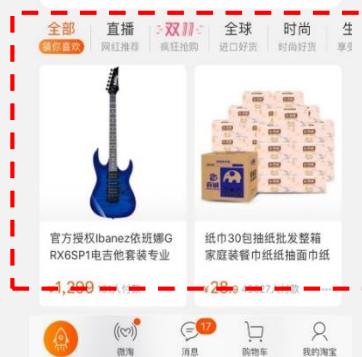 全部 直播 双11 全球 时尚 生
猜你喜欢 网红推荐 疯狂抢购 进口好货 时尚好货
官方授权Ibanez依班娜G
RX6SP1电吉他套装专业
纸巾30包抽纸批发整箱
家庭装餐巾纸纸抽面巾纸
¥1,299
¥28
17
微淘 消息 购物车 我的淘宝